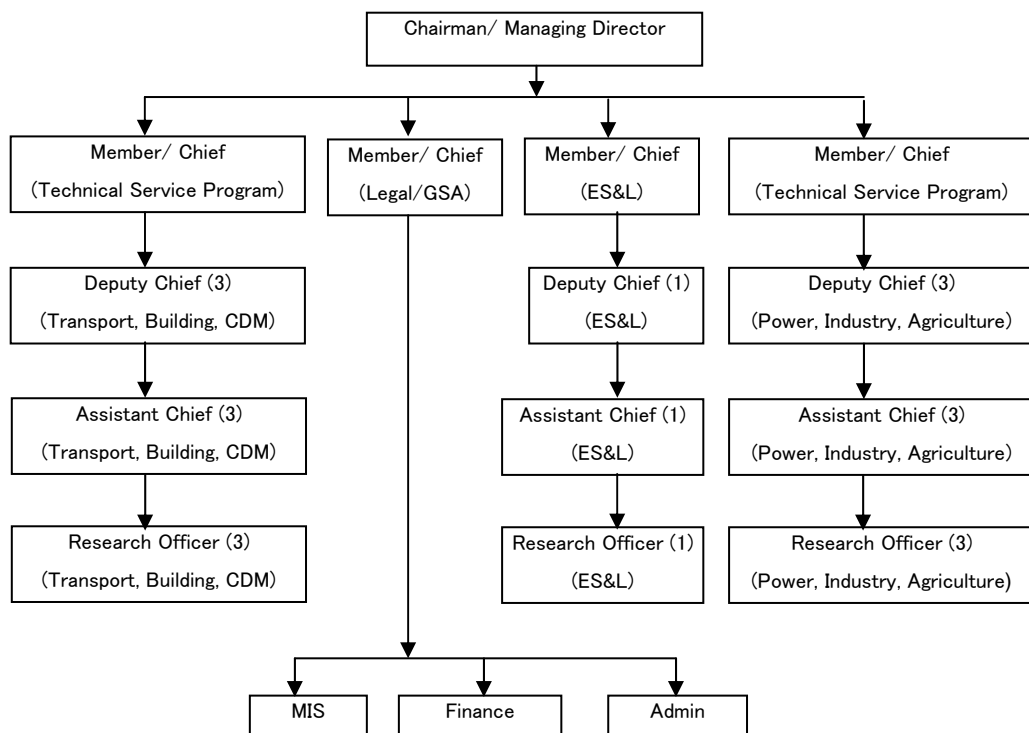 Chairman/ Managing Director
Member/ Chief
(Technical Service Program)
Member/ Chief
(Legal/GSA)
Member/ Chief
(ES&L)
Member/ Chief
(Technical Service Program)
Deputy Chief (3)
(Transport, Building, CDM)
Deputy Chief (1)
(ES&L)
Deputy Chief (3)
(Power, Industry, Agriculture)
Assistant Chief (3)
(Transport, Building, CDM)
Assistant Chief (1)
(ES&L)
Assistant Chief (3)
(Power, Industry, Agriculture)
Research Officer (3)
(Transport, Building, CDM)
Research Officer (1)
(ES&L)
Research Officer (3)
(Power, Industry, Agriculture)
MIS
Finance
Admin